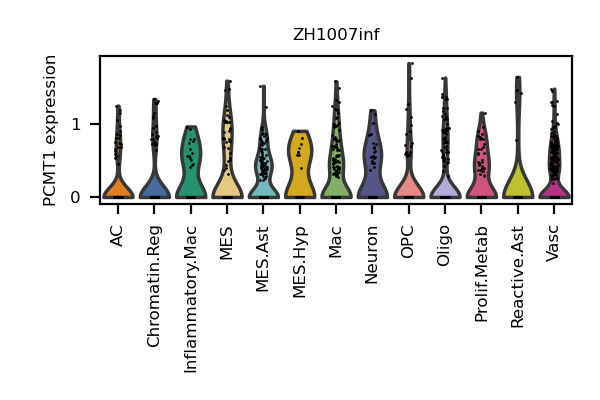 ZH1007inf
PCMT1 expression
1
0
AC
Chromatin.Reg
Inflammatory.Mac
MES
MES.Ast
MES.Hyp
Mac
Neuron
OPC
Oligo
Prolif.Metab
Reactive.Ast
Vasc